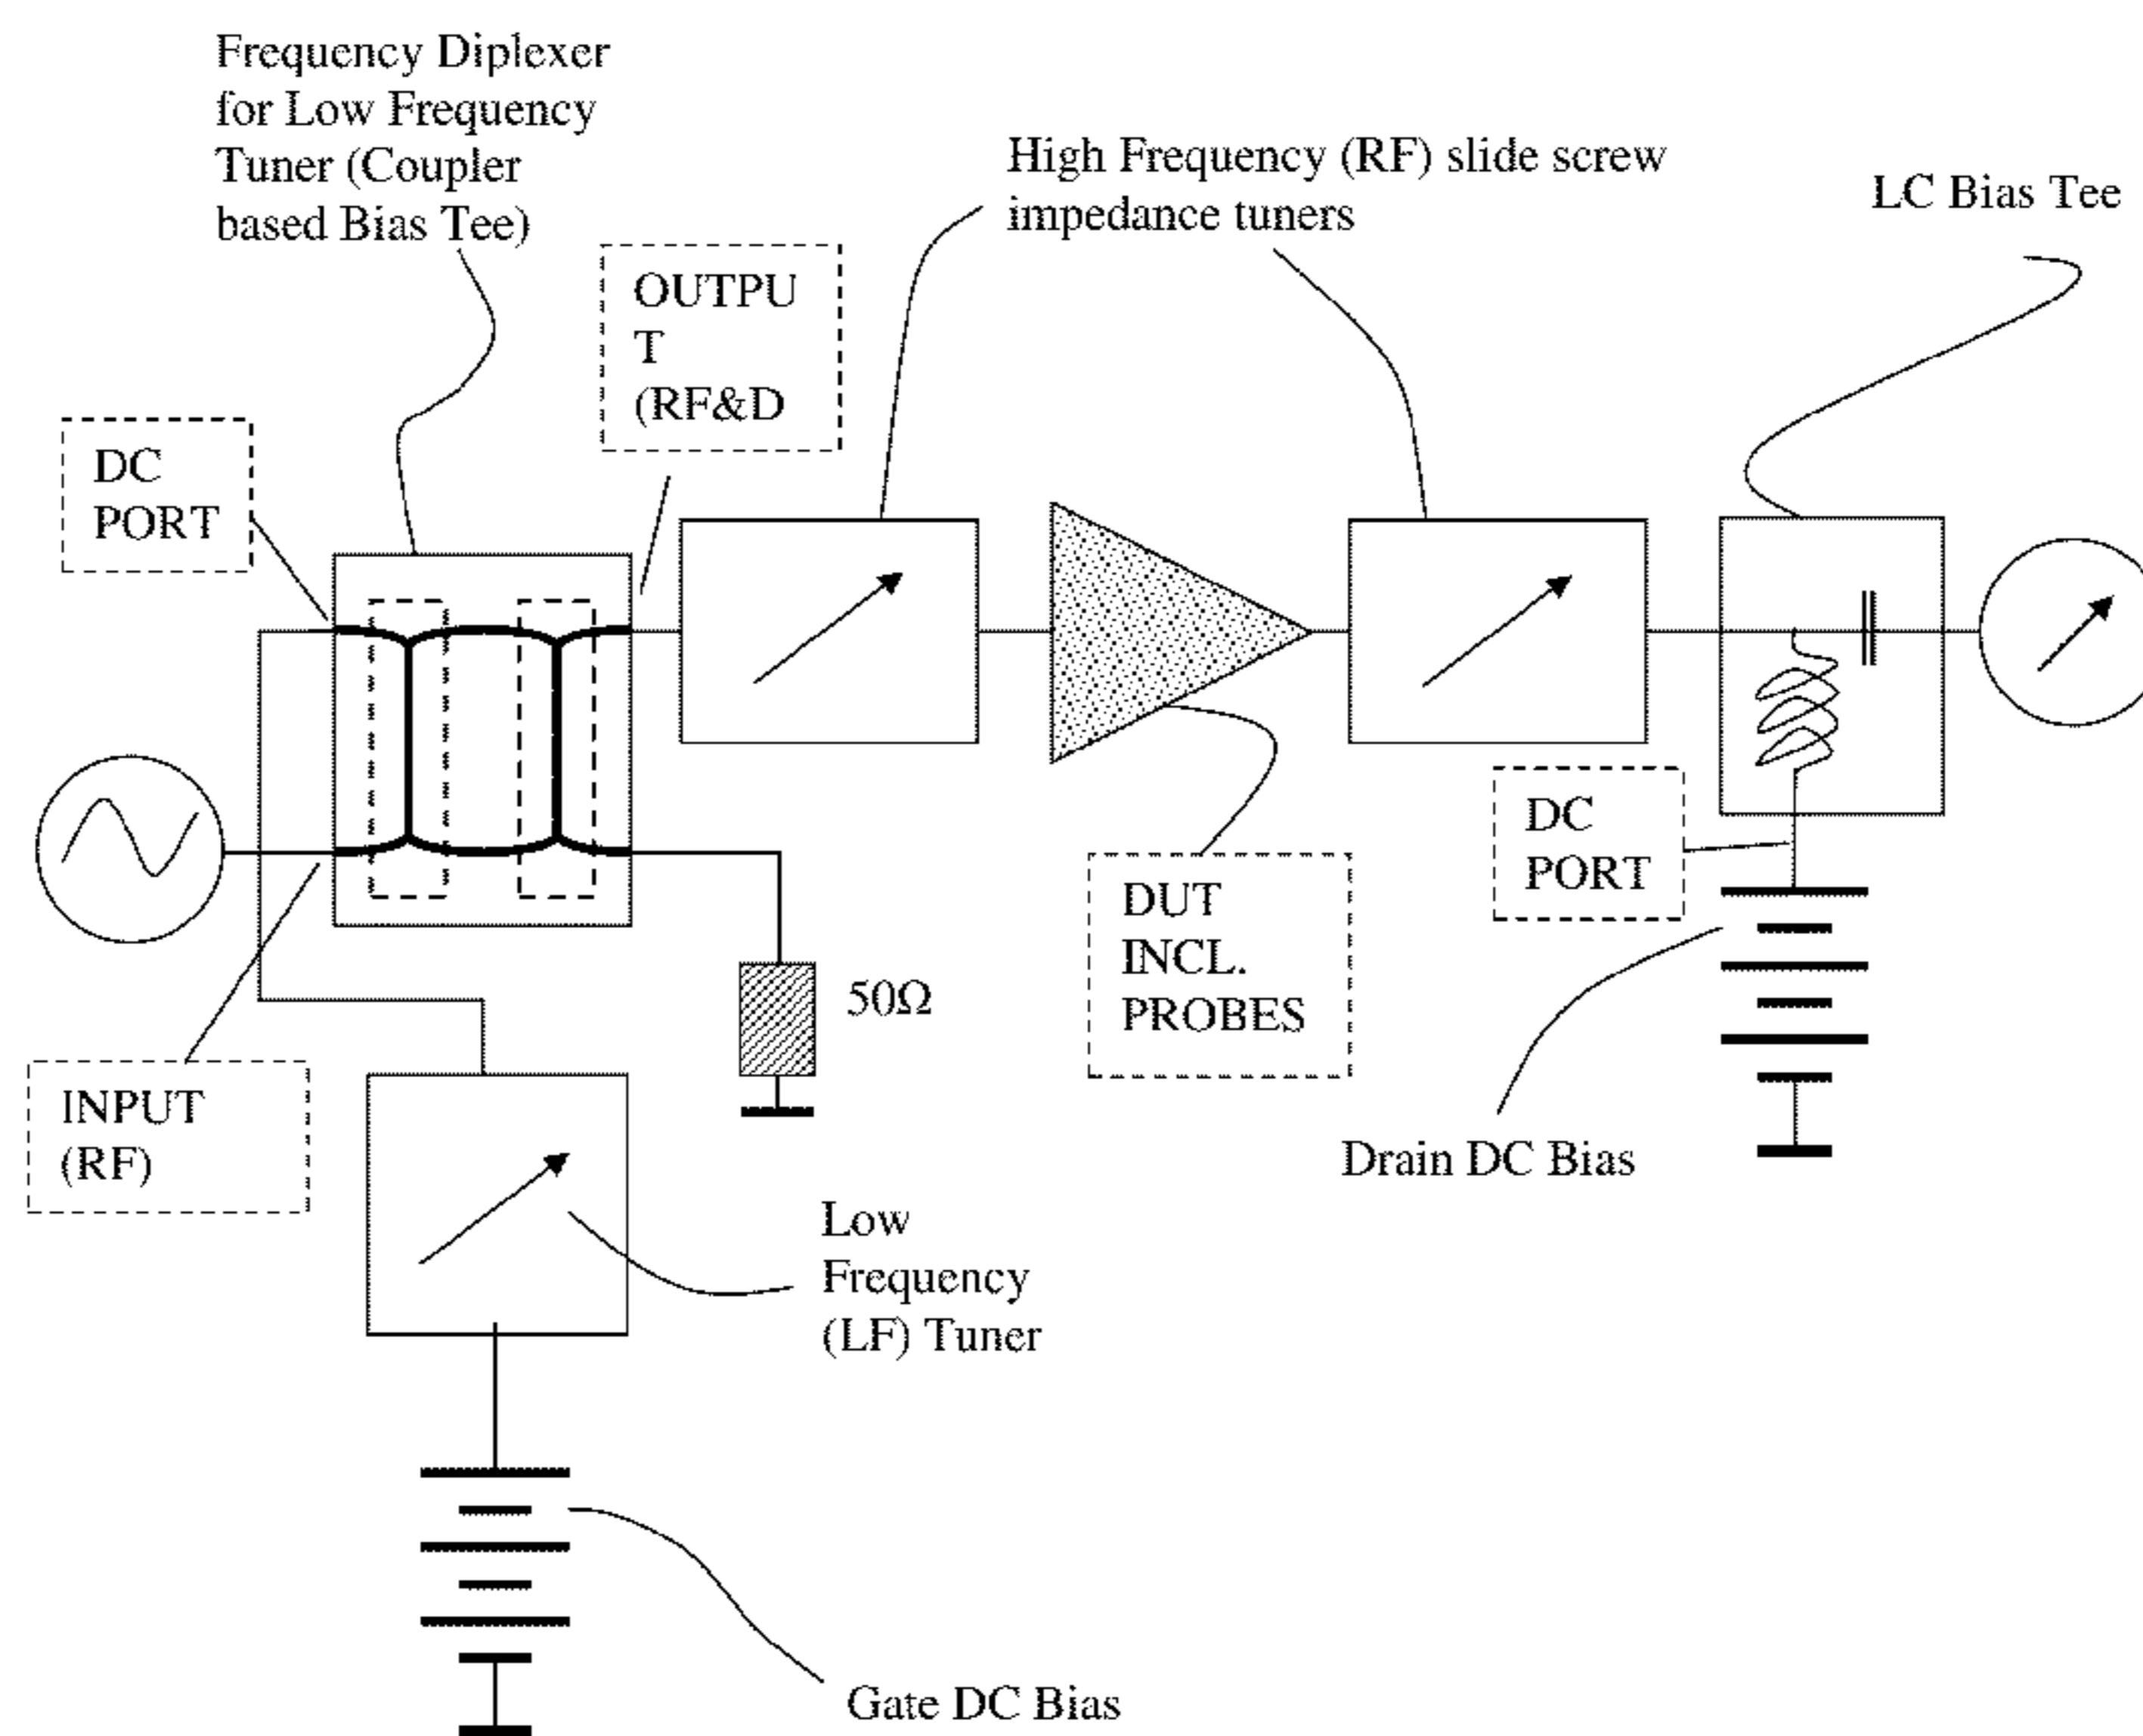 Frequency Diplexer
for Low Frequency
Tuner (Coupler
based Bias Tee)
OUTPU
T
(RF&D
High Frequency (RF) slide screw
impedance tuners
LC Bias Tee
DC
PORT
DC
PORT
DUT
INCL.
PROBES
50Ω
INPUT
(RF)
Drain DC Bias
Low
Frequency
(LF) Tuner
Gate DC Bias